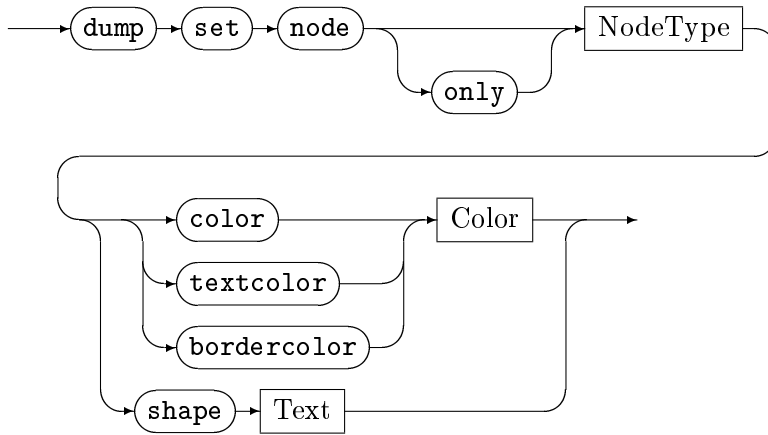 dump set node NodeType
only
color Color
textcolor
bordercolor
shape Text